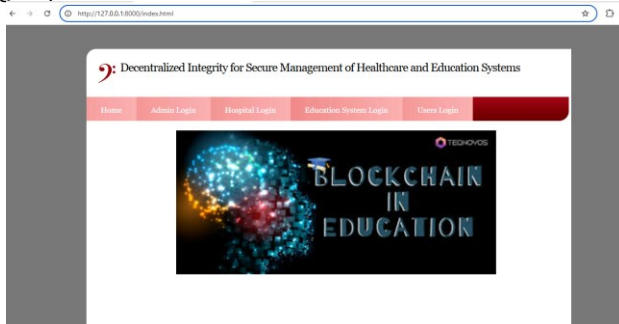 http://127.0.0.1:8000/index.html
Decentralized Integrity for Secure Management of Healthcare and Education Systems
Home Admin Login Hospital Login Education System Login Users Login
TEQNOVOS
BLOCKCHAIN
IN
EDUCATION